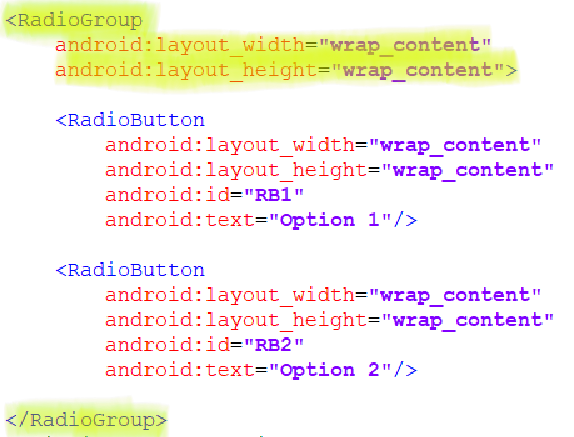 <RadioGroup
android:layout_width="wrap_content"
android:layout_height="wrap_content">
<RadioButton
android:layout_width="wrap_content"
android:layout_height="wrap_content"
android:id="RB1"
android:text="Option 1"/>
<RadioButton
android:layout_width="wrap_content"
android:layout_height="wrap_content"
android:id="RB2"
android:text="Option 2"/>
</RadioGroup>